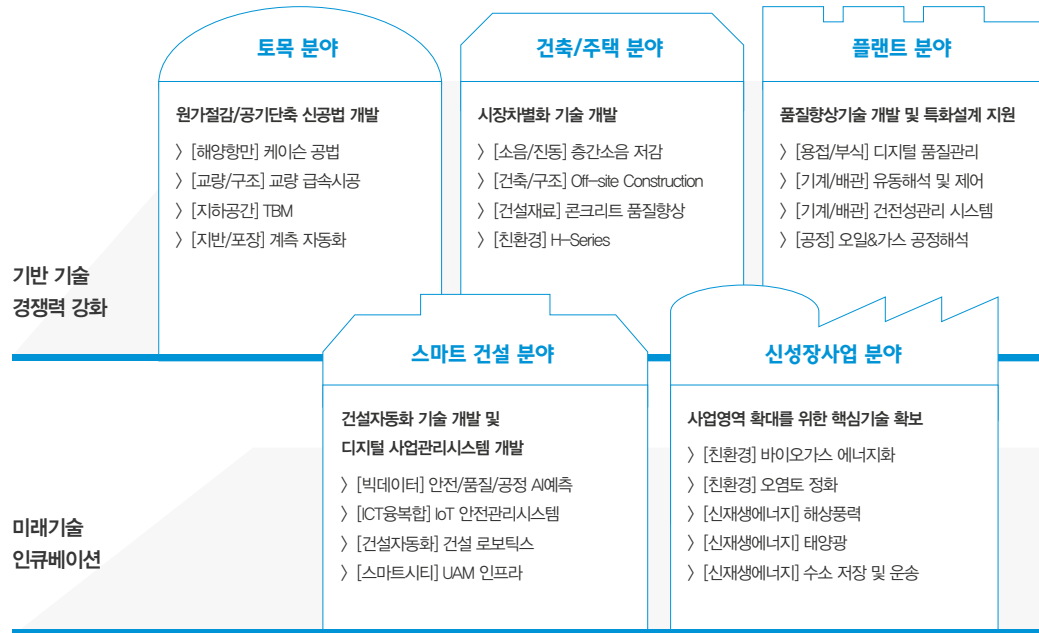 토목 분야
원가절감/공기단축 신공법 개발
〉 [해양항만] 케이슨 공법
〉 [교량/구조] 교량 급속시공
〉 [지하공간] TBM
〉 [지반/포장] 계측 자동화
건축/주택 분야
시장차별화 기술 개발
〉 [소음/진동] 층간소음 저감
〉 [건축/구조] Off-site Construction
〉 [건설재료] 콘크리트 품질향상
〉 [친환경] H-Series
플랜트 분야
품질향상기술 개발 및 특화설계 지원
〉 [용접/부식] 디지털 품질관리
〉 [기계/배관] 유동해석 및 제어
〉 [기계/배관] 건전성관리 시스템
〉 [공정] 오일&가스 공정해석
기반 기술
경쟁력 강화
스마트 건설 분야
건설자동화 기술 개발 및
디지털 사업관리시스템 개발
〉 [빅데이터] 안전/품질/공정 AI예측
〉 [ICT융복합] IoT 안전관리시스템
〉 [건설자동화] 건설 로보틱스
〉 [스마트시티] UAM 인프라
신성장사업 분야
사업영역 확대를 위한 핵심기술 확보
〉 [친환경] 바이오가스 에너지화
〉 [친환경] 오염토 정화
〉 [신재생에너지] 해상풍력
〉 [신재생에너지] 태양광
〉 [신재생에너지] 수소 저장 및 운송
미래기술
인큐베이션